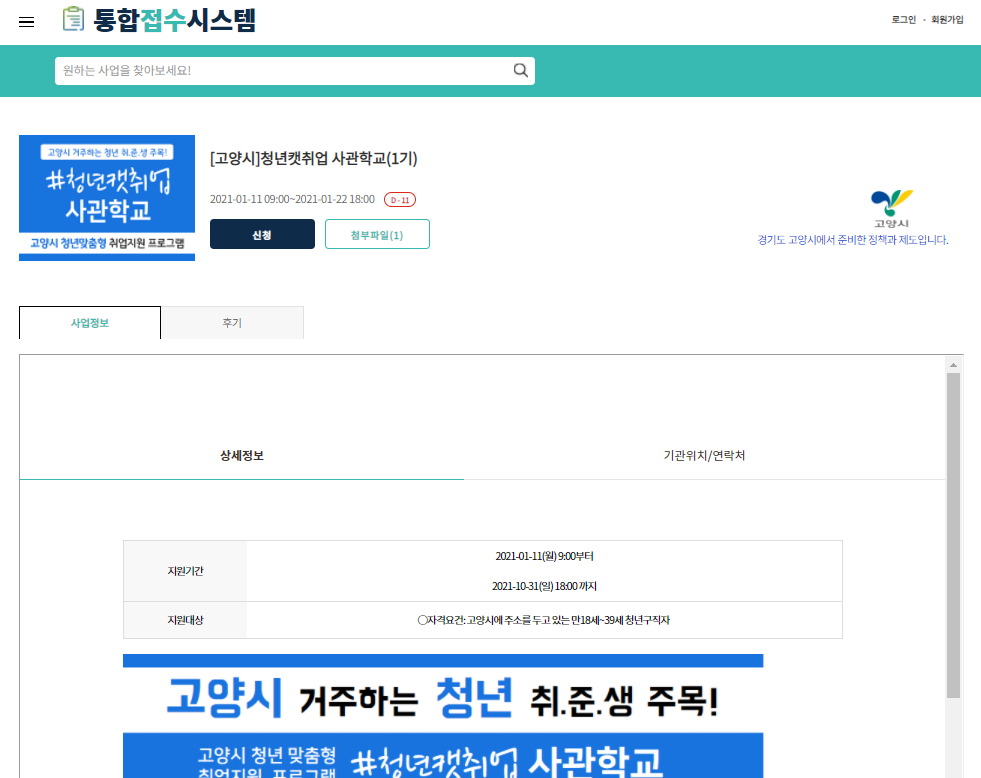 통합접수시스템
로그인 · 회원가입
원하는 사업을 찾아보세요!
고양시 거주하는 청년 취.준.생 주목!
#청년캣취업
사관학교
고양시 청년맞춤형 취업지원 프로그램
[고양시]청년캣취업 사관학교(1기)
2021-01-11 09:00~2021-01-22 18:00 D-11
신청 첨부파일(1)
고양시
경기도 고양시에서 준비한 정책과 제도입니다.
사업정보 후기
상세정보 기관위치/연락처
지원기간
2021-01-11(월) 9:00부터
2021-10-31(일) 18:00 까지
지원대상 ○자격요건: 고양시에 주소를 두고 있는 만18세~39세 청년구직자
고양시 거주하는 청년 취.준.생 주목!
고양시 청년 맞춤형
취업지원 프로그램
#청년캣취업 사관학교